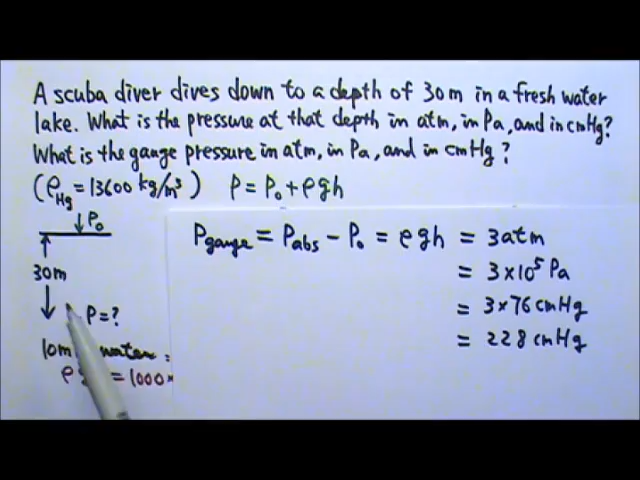 A scuba diver dives down to a depth of 30m in a fresh water
lake. What is the pressure at that depth in atm, in Pa, and in cmHg?
What is the gauge pressure in atm, in Pa, and in cmHg?
(ρHg = 13600 kg/m³) P = P₀ + ρgh
P₀
Pgauge = Pabs − P₀ = ρgh = 3atm
30m
= 3×10⁵ Pa
P=?
= 3×76 cmHg
= 228 cmHg
10m water =
ρg = 1000×